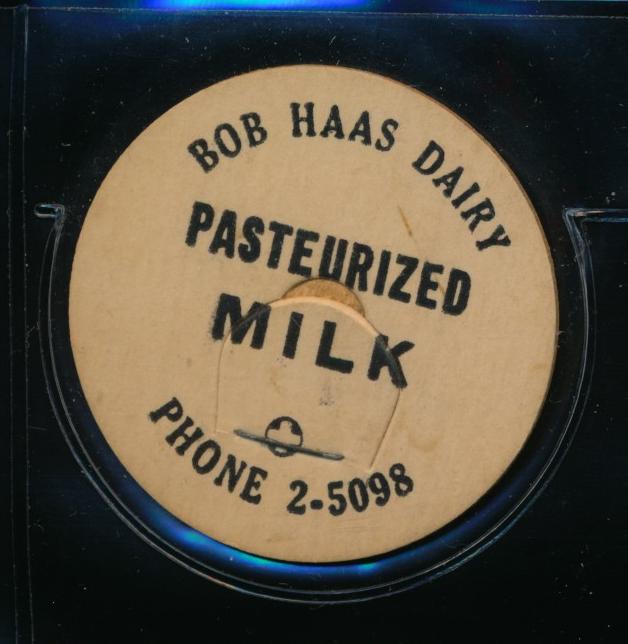 BOB HAAS DAIRY
PASTEURIZED
MILK
PHONE 2-5098